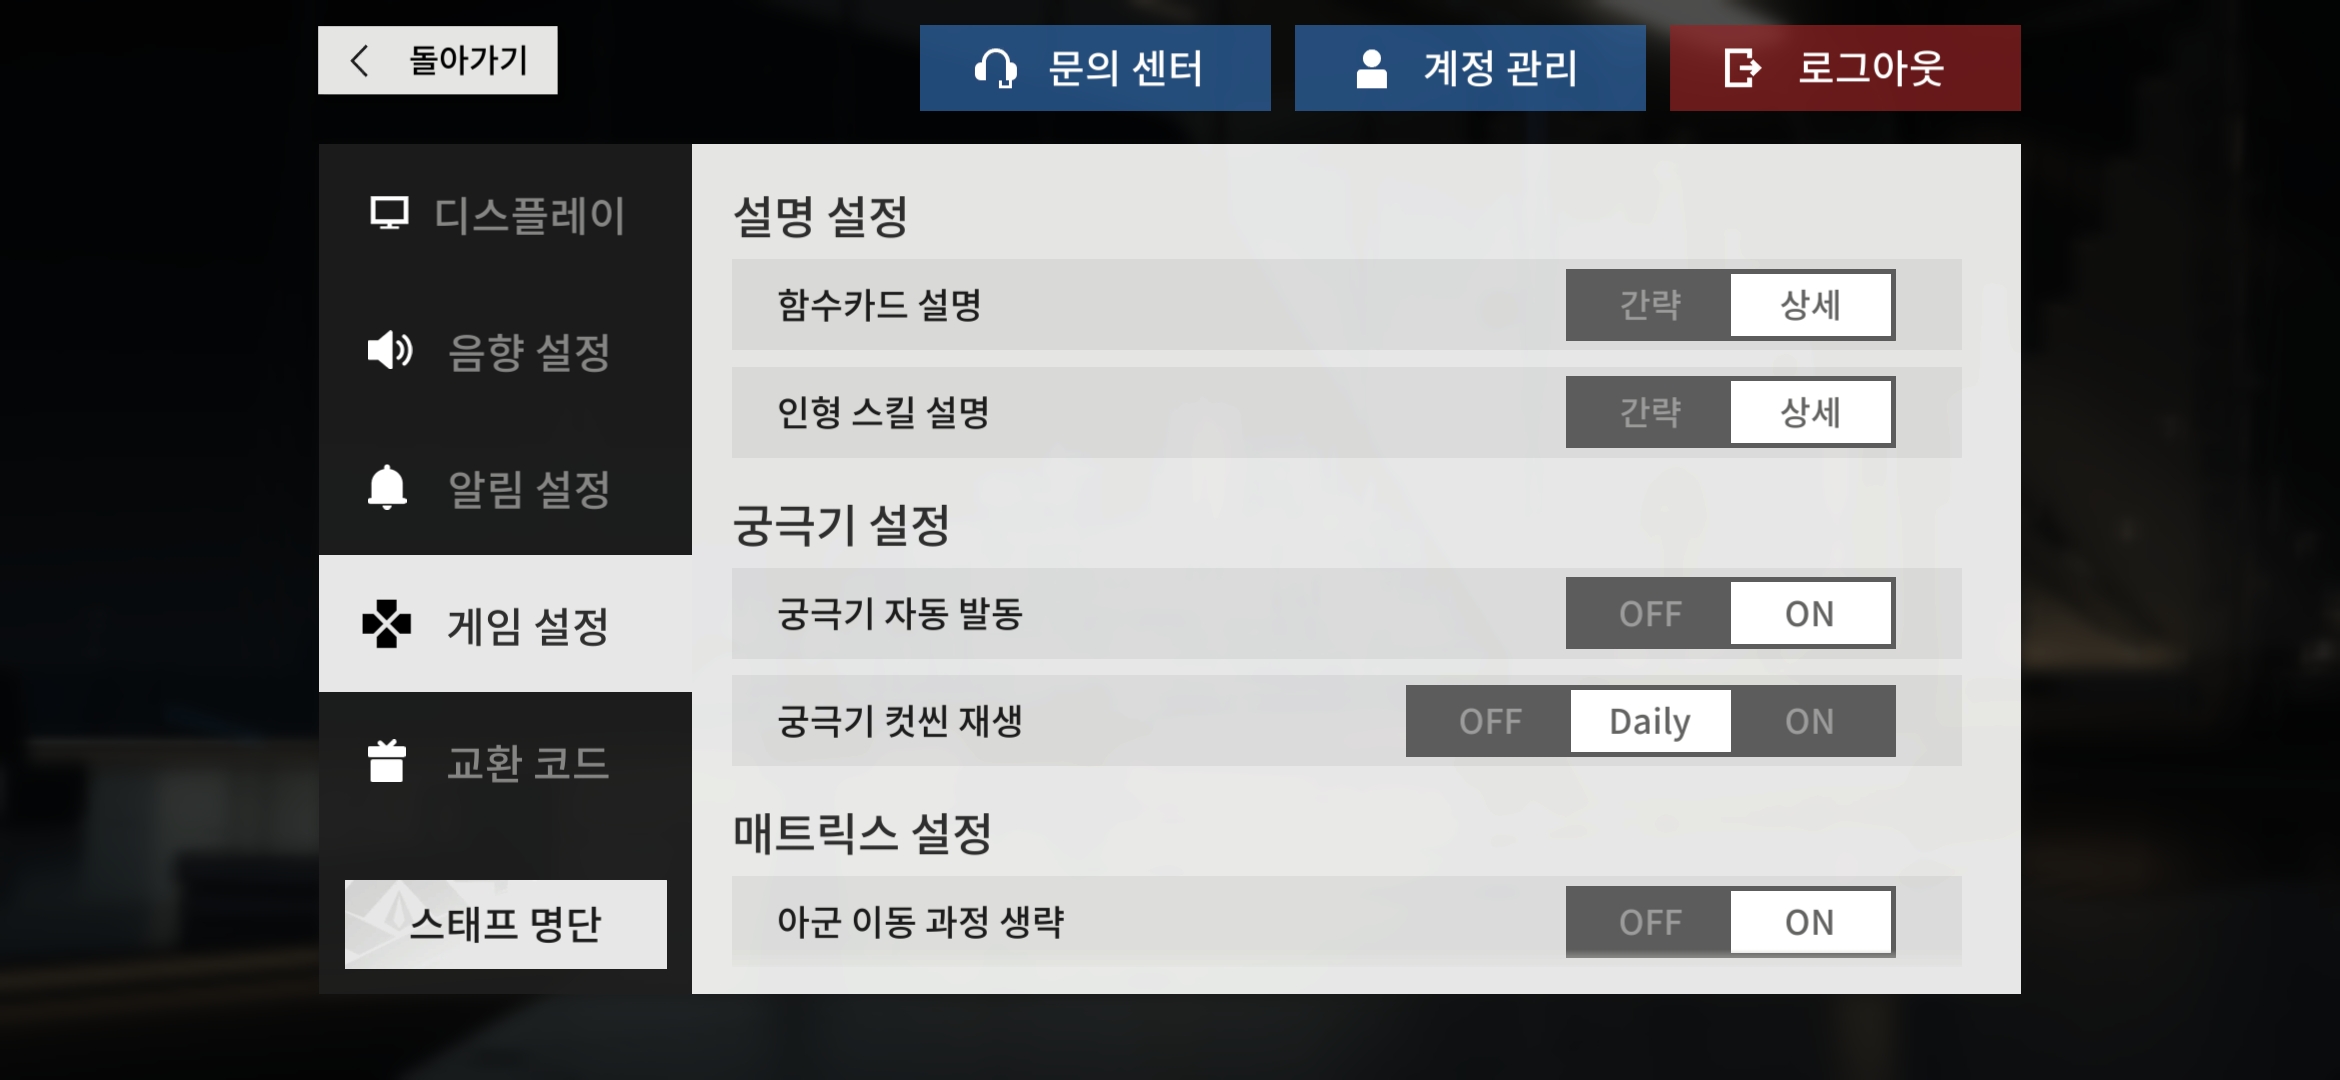 돌아가기
문의 센터
계정 관리
로그아웃
디스플레이
음향 설정
알림 설정
게임 설정
교환 코드
스태프 명단
설명 설정
함수카드 설명 간략 상세
인형 스킬 설명 간략 상세
궁극기 설정
궁극기 자동 발동 OFF ON
궁극기 컷씬 재생 OFF Daily ON
매트릭스 설정
아군 이동 과정 생략 OFF ON